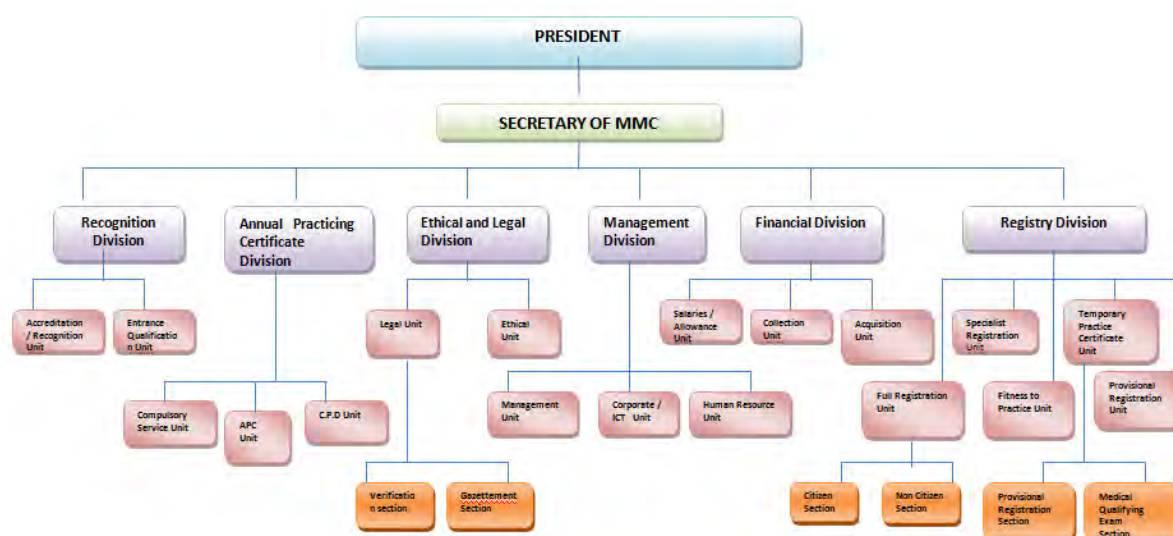 PRESIDENT
SECRETARY OF MMC
Recognition
Division
Annual Practicing
Certificate
Division
Ethical and Legal
Division
Management
Division
Financial Division
Registry Division
Accreditation
/ Recognition
Unit
Entrance
Qualificatio
n Unit
Legal Unit
Ethical
Unit
Salaries /
Allowance
Unit
Collection
Unit
Acquisition
Unit
Specialist
Registration
Unit
Temporary
Practice
Certificate
Unit
Compulsory
Service Unit
APC
Unit
C.P.D Unit
Management
Unit
Corporate /
ICT Unit
Human Resource
Unit
Full Registration
Unit
Fitness to
Practice Unit
Provisional
Registration
Unit
Verificatio
n section
Gazettement
Section
Citizen
Section
Non Citizen
Section
Provisional
Registration
Section
Medical
Qualifying
Exam
Section